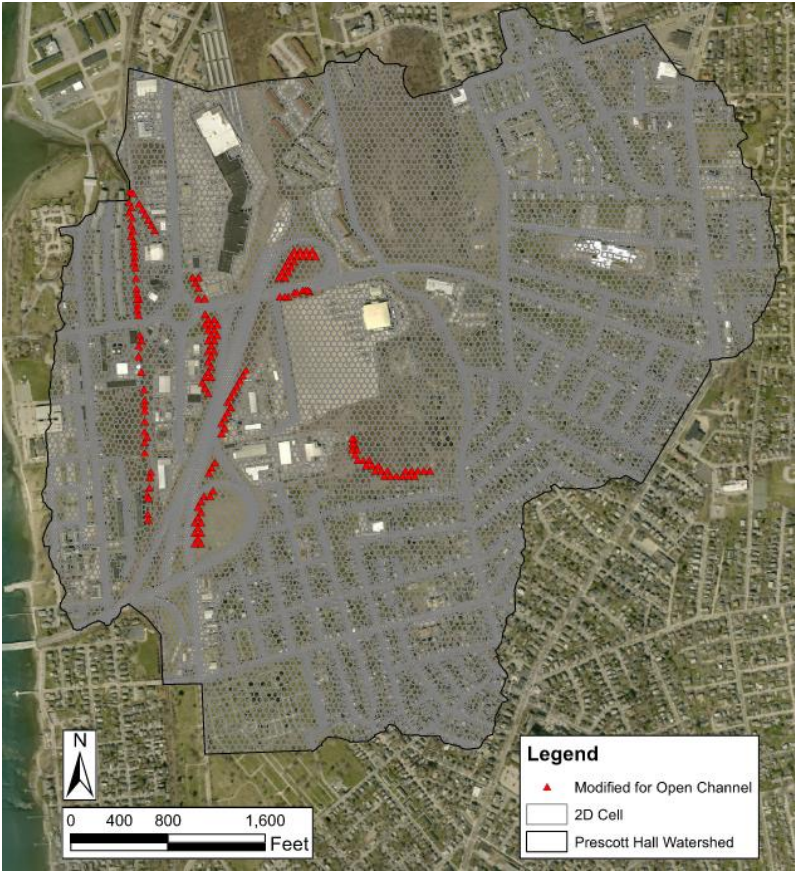 N
0 400 800 1,600
Feet
Legend
Modified for Open Channel
2D Cell
Prescott Hall Watershed